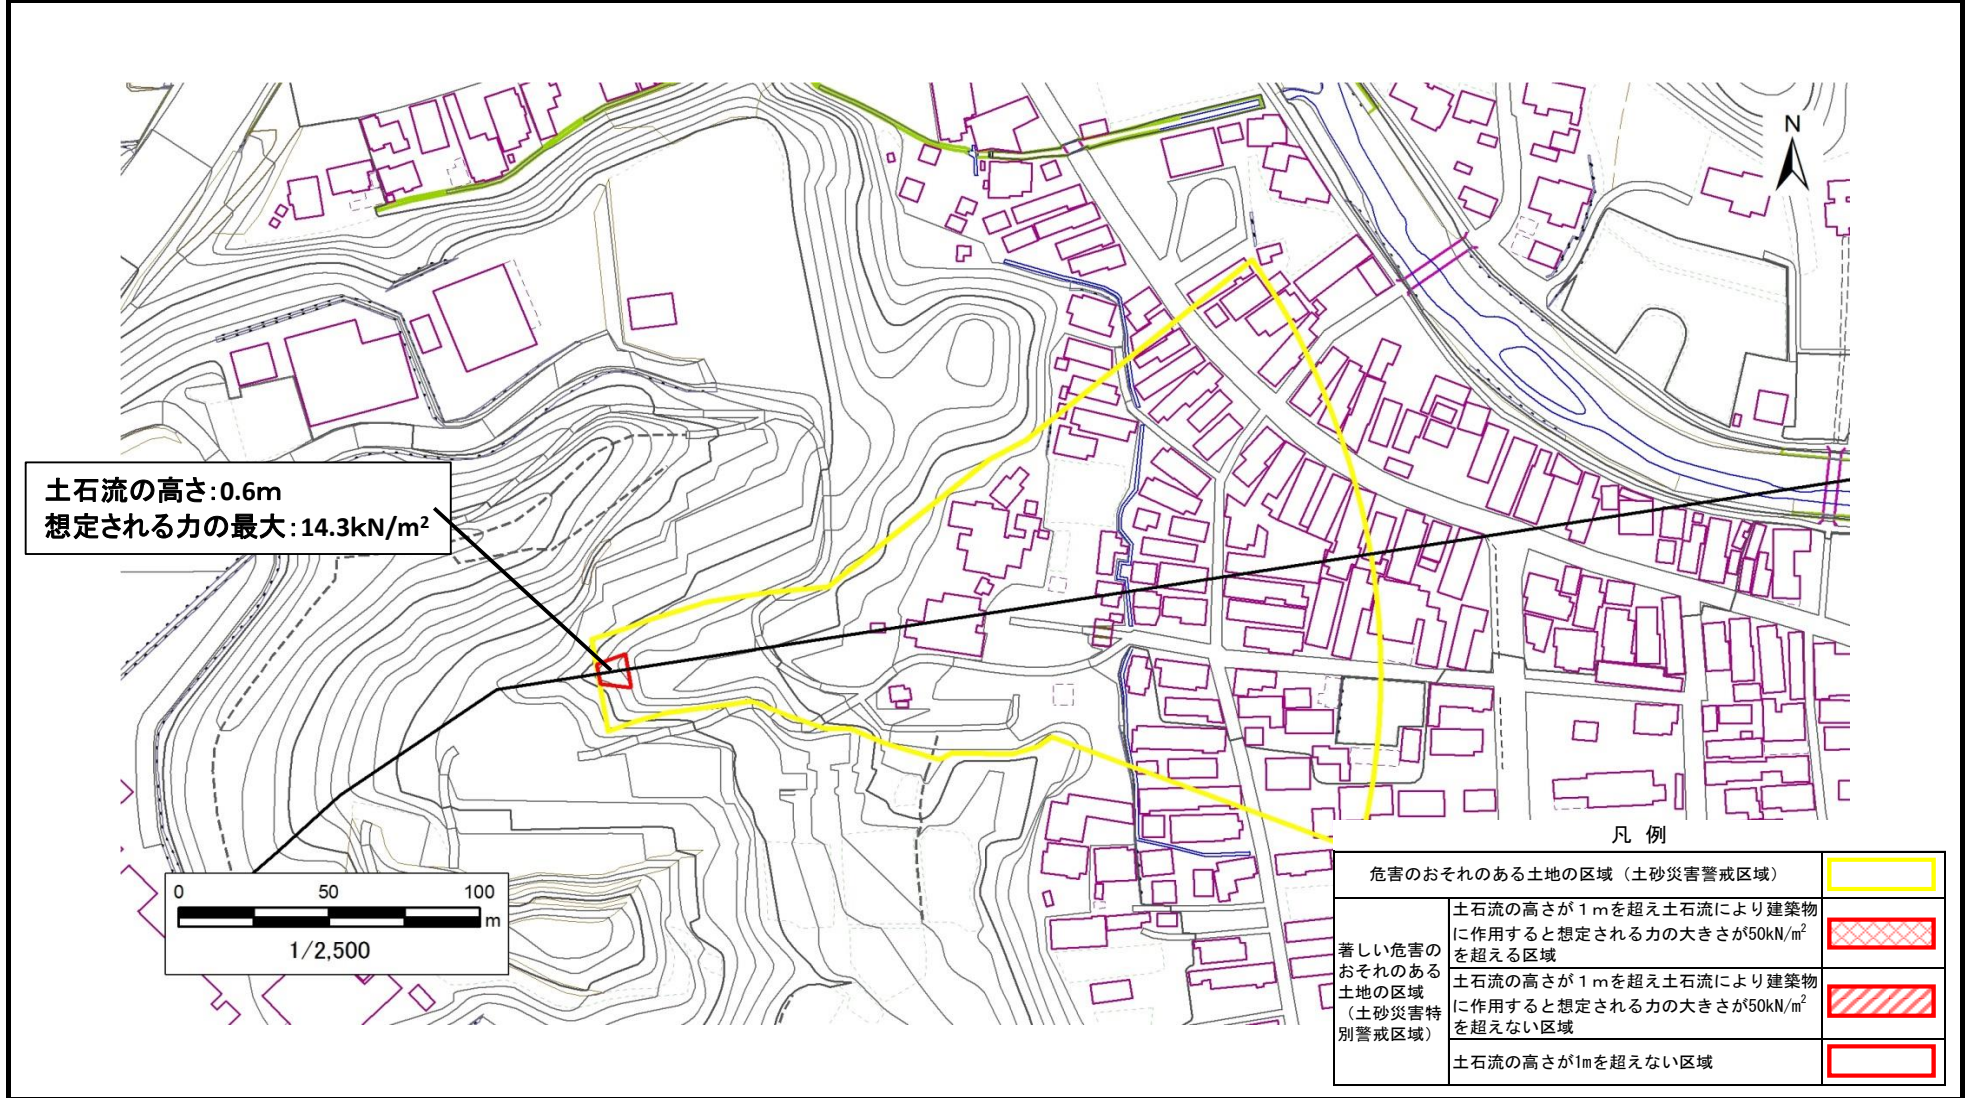 N
土石流の高さ:0.6m
想定される力の最大:14.3kN/m²
0 50 100
m
1/2,500
凡 例
危害のおそれのある土地の区域（土砂災害警戒区域）
著しい危害の
おそれのある
土地の区域
（土砂災害特
別警戒区域）
土石流の高さが１ｍを超え土石流により建築物
に作用すると想定される力の大きさが50kN/㎡
を超える区域
土石流の高さが１ｍを超え土石流により建築物
に作用すると想定される力の大きさが50kN/㎡
を超えない区域
土石流の高さが1mを超えない区域